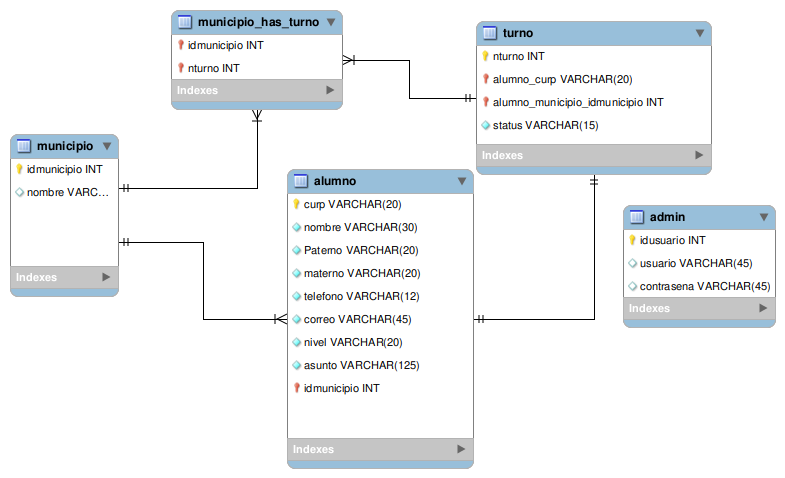 municipio_has_turno
idmunicipio INT
nturno INT
Indexes
turno
nturno INT
alumno_curp VARCHAR(20)
alumno_municipio_idmunicipio INT
status VARCHAR(15)
Indexes
municipio
idmunicipio INT
nombre VARC...
Indexes
alumno
curp VARCHAR(20)
nombre VARCHAR(30)
Paterno VARCHAR(20)
materno VARCHAR(20)
telefono VARCHAR(12)
correo VARCHAR(45)
nivel VARCHAR(20)
asunto VARCHAR(125)
idmunicipio INT
Indexes
admin
idusuario INT
usuario VARCHAR(45)
contrasena VARCHAR(45)
Indexes